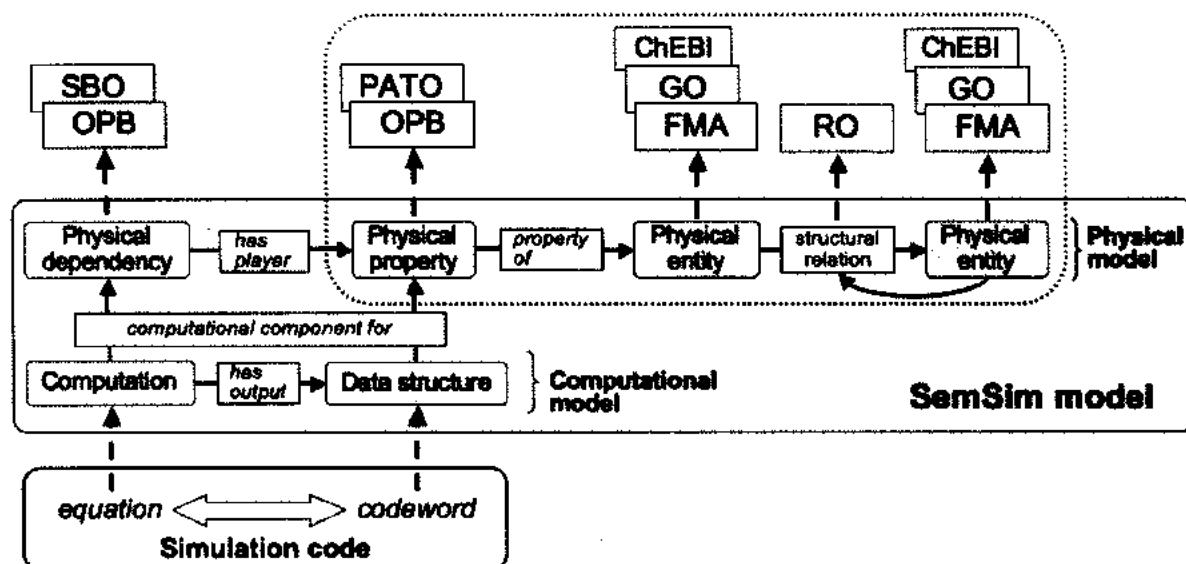 ChEBI
ChEBI
SBO
PATO
GO
GO
OPB
OPB
FMA
RO
FMA
Physical
dependency
has
player
Physical
property
property
of
Physical
entity
structural
relation
Physical
entity
Physical
model
computational component for
Computation
has
output
Data structure
Computational
model
SemSim model
equation
codeword
Simulation code